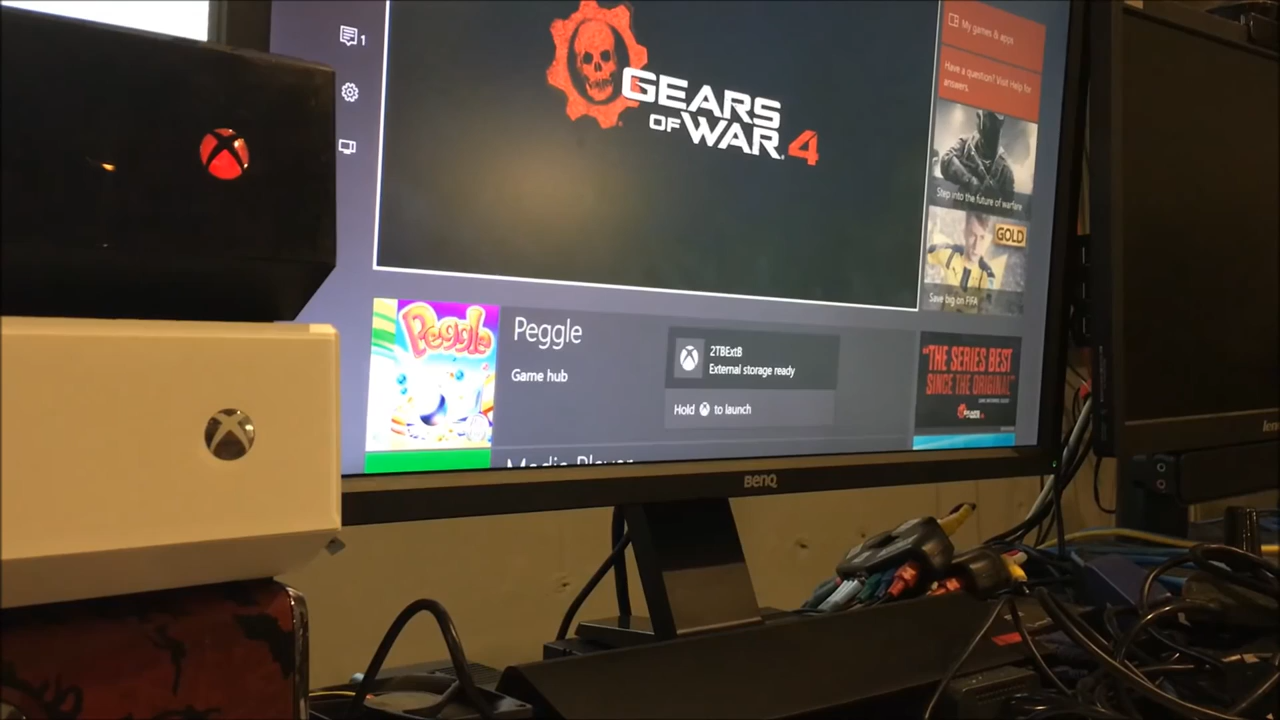 1
GEARS
OF WAR 4
My games & apps
Have a question? Visit Help for
answers.
Step into the future of warfare
GOLD
Save big on FIFA
Peggle
Peggle
Game hub
2TBExtB
External storage ready
Hold to launch
"THE SERIES BEST
SINCE THE ORIGINAL"
Media Player
BenQ